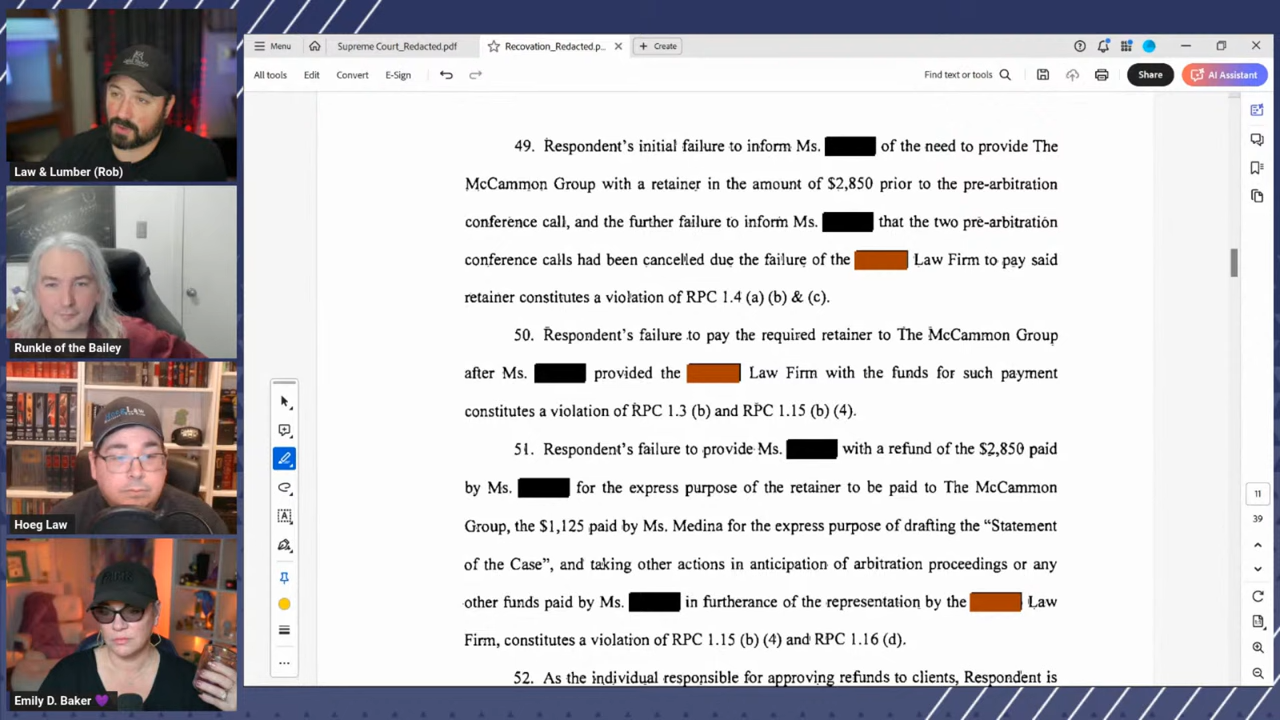 Law & Lumber (Rob)
Runkle of the Bailey
Hoeg Law
Emily D. Baker 💜
Menu
Supreme Court_Redacted.pdf
Recovation_Redacted.p...
Create
All tools
Edit
Convert
E-Sign
Find text or tools
Share
AI Assistant
49. Respondent's initial failure to inform Ms. of the need to provide The
McCammon Group with a retainer in the amount of $2,850 prior to the pre-arbitration
conference call, and the further failure to inform Ms. that the two pre-arbitration
conference calls had been cancelled due the failure of the Law Firm to pay said
retainer constitutes a violation of RPC 1.4 (a) (b) & (c).
50. Respondent's failure to pay the required retainer to The McCammon Group
after Ms. provided the Law Firm with the funds for such payment
constitutes a violation of RPC 1.3 (b) and RPC 1.15 (b) (4).
51. Respondent's failure to provide Ms. with a refund of the $2,850 paid
by Ms. for the express purpose of the retainer to be paid to The McCammon
Group, the $1,125 paid by Ms. Medina for the express purpose of drafting the “Statement
of the Case”, and taking other actions in anticipation of arbitration proceedings or any
other funds paid by Ms. in furtherance of the representation by the Law
Firm, constitutes a violation of RPC 1.15 (b) (4) and RPC 1.16 (d).
52. As the individual responsible for approving refunds to clients, Respondent is
11
39